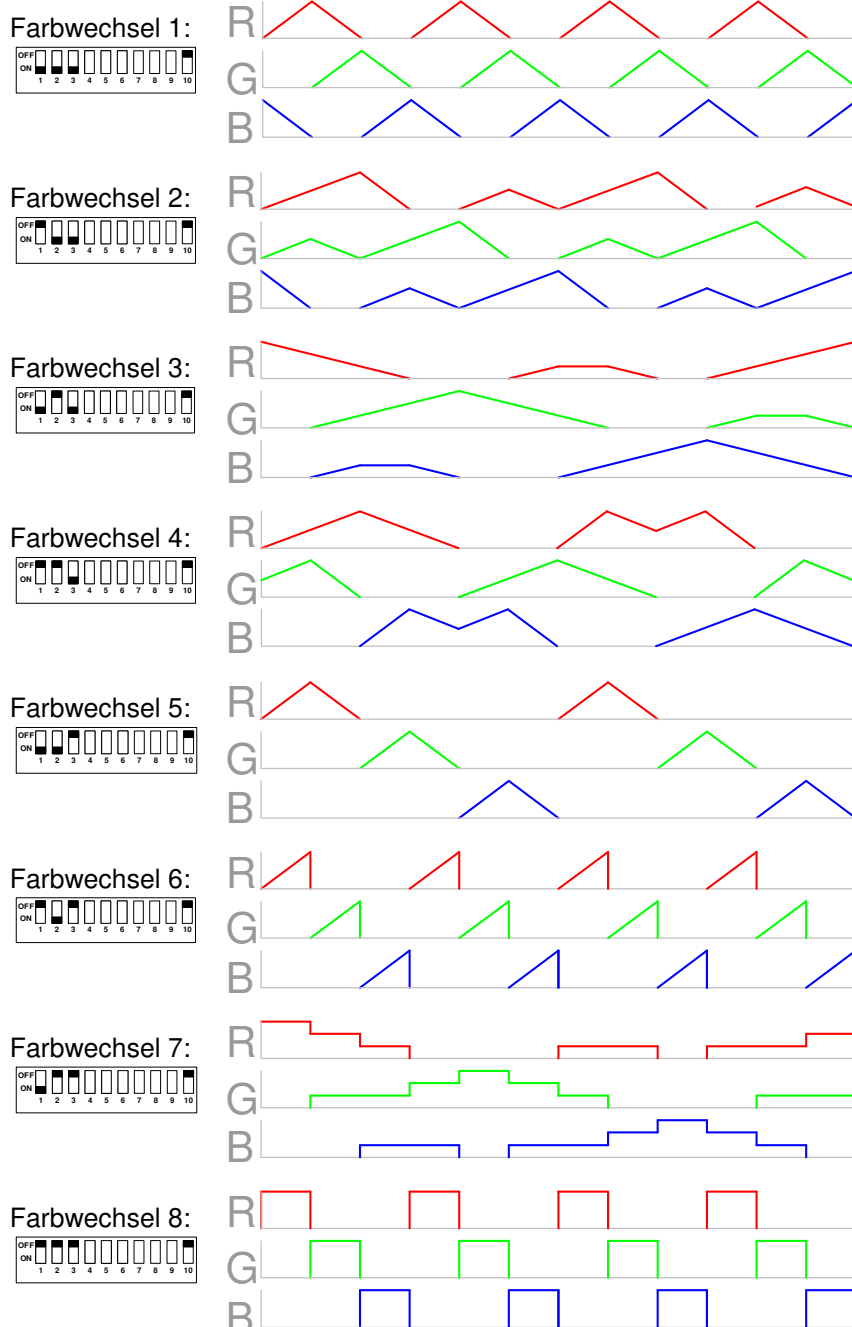 Farbwechsel 1:
OFF
ON
1 2 3 4 5 6 7 8 9 10
R
G
B
Farbwechsel 2:
OFF
ON
1 2 3 4 5 6 7 8 9 10
R
G
B
Farbwechsel 3:
OFF
ON
1 2 3 4 5 6 7 8 9 10
R
G
B
Farbwechsel 4:
OFF
ON
1 2 3 4 5 6 7 8 9 10
R
G
B
Farbwechsel 5:
OFF
ON
1 2 3 4 5 6 7 8 9 10
R
G
B
Farbwechsel 6:
OFF
ON
1 2 3 4 5 6 7 8 9 10
R
G
B
Farbwechsel 7:
OFF
ON
1 2 3 4 5 6 7 8 9 10
R
G
B
Farbwechsel 8:
OFF
ON
1 2 3 4 5 6 7 8 9 10
R
G
B